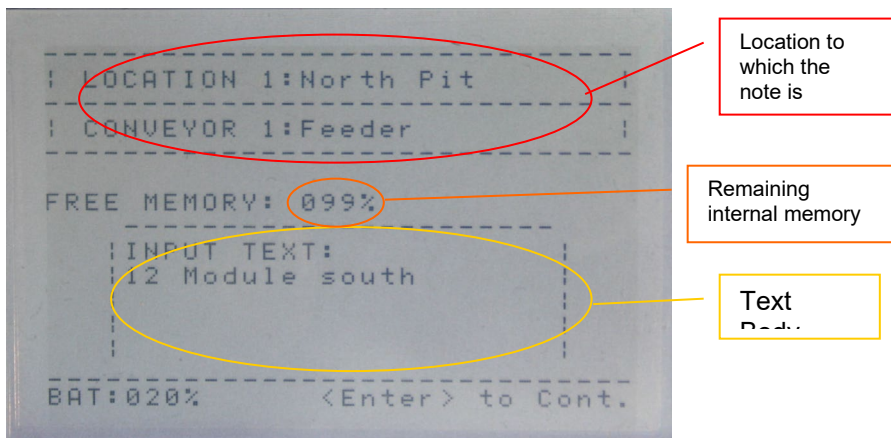 LOCATION 1:North Pit
CONVEYOR 1:Feeder
FREE MEMORY: 099%
INPUT TEXT:
12 Module south
BAT:020% <Enter> to Cont.
Location to
which the
note is
Remaining
internal memory
Text
Body